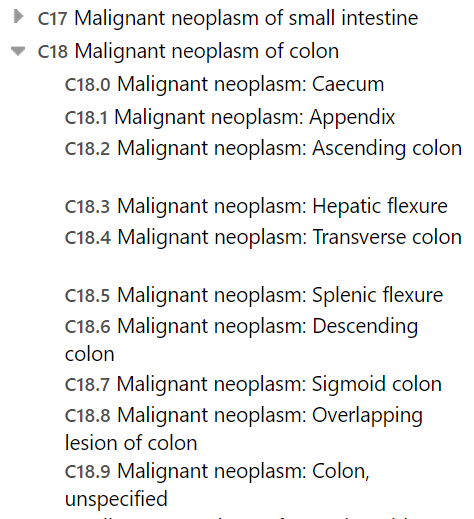 C17 Malignant neoplasm of small intestine
C18 Malignant neoplasm of colon
C18.0 Malignant neoplasm: Caecum
C18.1 Malignant neoplasm: Appendix
C18.2 Malignant neoplasm: Ascending colon
C18.3 Malignant neoplasm: Hepatic flexure
C18.4 Malignant neoplasm: Transverse colon
C18.5 Malignant neoplasm: Splenic flexure
C18.6 Malignant neoplasm: Descending
colon
C18.7 Malignant neoplasm: Sigmoid colon
C18.8 Malignant neoplasm: Overlapping
lesion of colon
C18.9 Malignant neoplasm: Colon,
unspecified